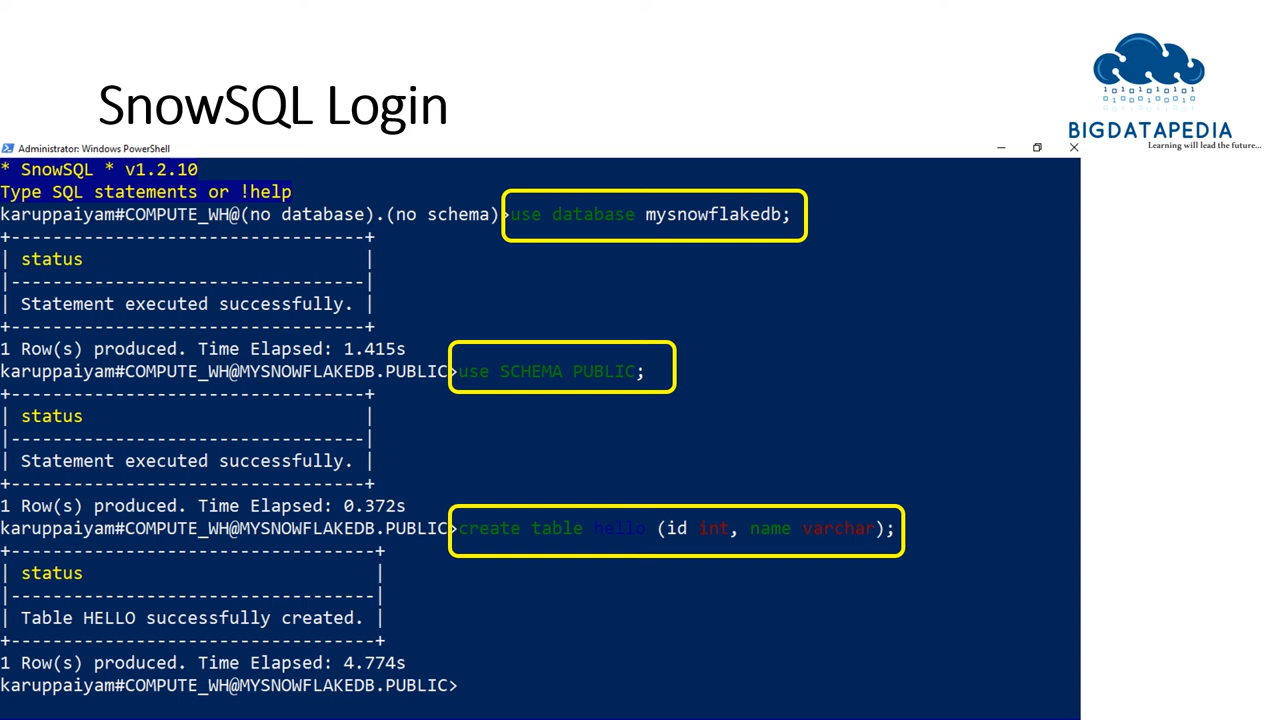 SnowSQL Login
BIGDATAPEDIA
Learning will lead the future...
Administrator: Windows PowerShell
* SnowSQL * v1.2.10
Type SQL statements or !help
karuppaiyam#COMPUTE_WH@(no database).(no schema)>use database mysnowflakedb;
+----------------------------------+
| status                           |
|----------------------------------|
| Statement executed successfully. |
+----------------------------------+
1 Row(s) produced. Time Elapsed: 1.415s
karuppaiyam#COMPUTE_WH@MYSNOWFLAKEDB.PUBLIC>use SCHEMA PUBLIC;
+----------------------------------+
| status                           |
|----------------------------------|
| Statement executed successfully. |
+----------------------------------+
1 Row(s) produced. Time Elapsed: 0.372s
karuppaiyam#COMPUTE_WH@MYSNOWFLAKEDB.PUBLIC>create table hello (id int, name varchar);
+-----------------------------------+
| status                            |
|-----------------------------------|
| Table HELLO successfully created. |
+-----------------------------------+
1 Row(s) produced. Time Elapsed: 4.774s
karuppaiyam#COMPUTE_WH@MYSNOWFLAKEDB.PUBLIC>